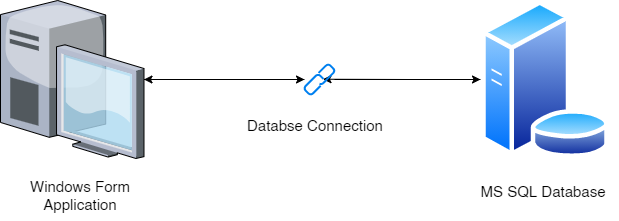 Databse Connection
Windows Form
Application
MS SQL Database